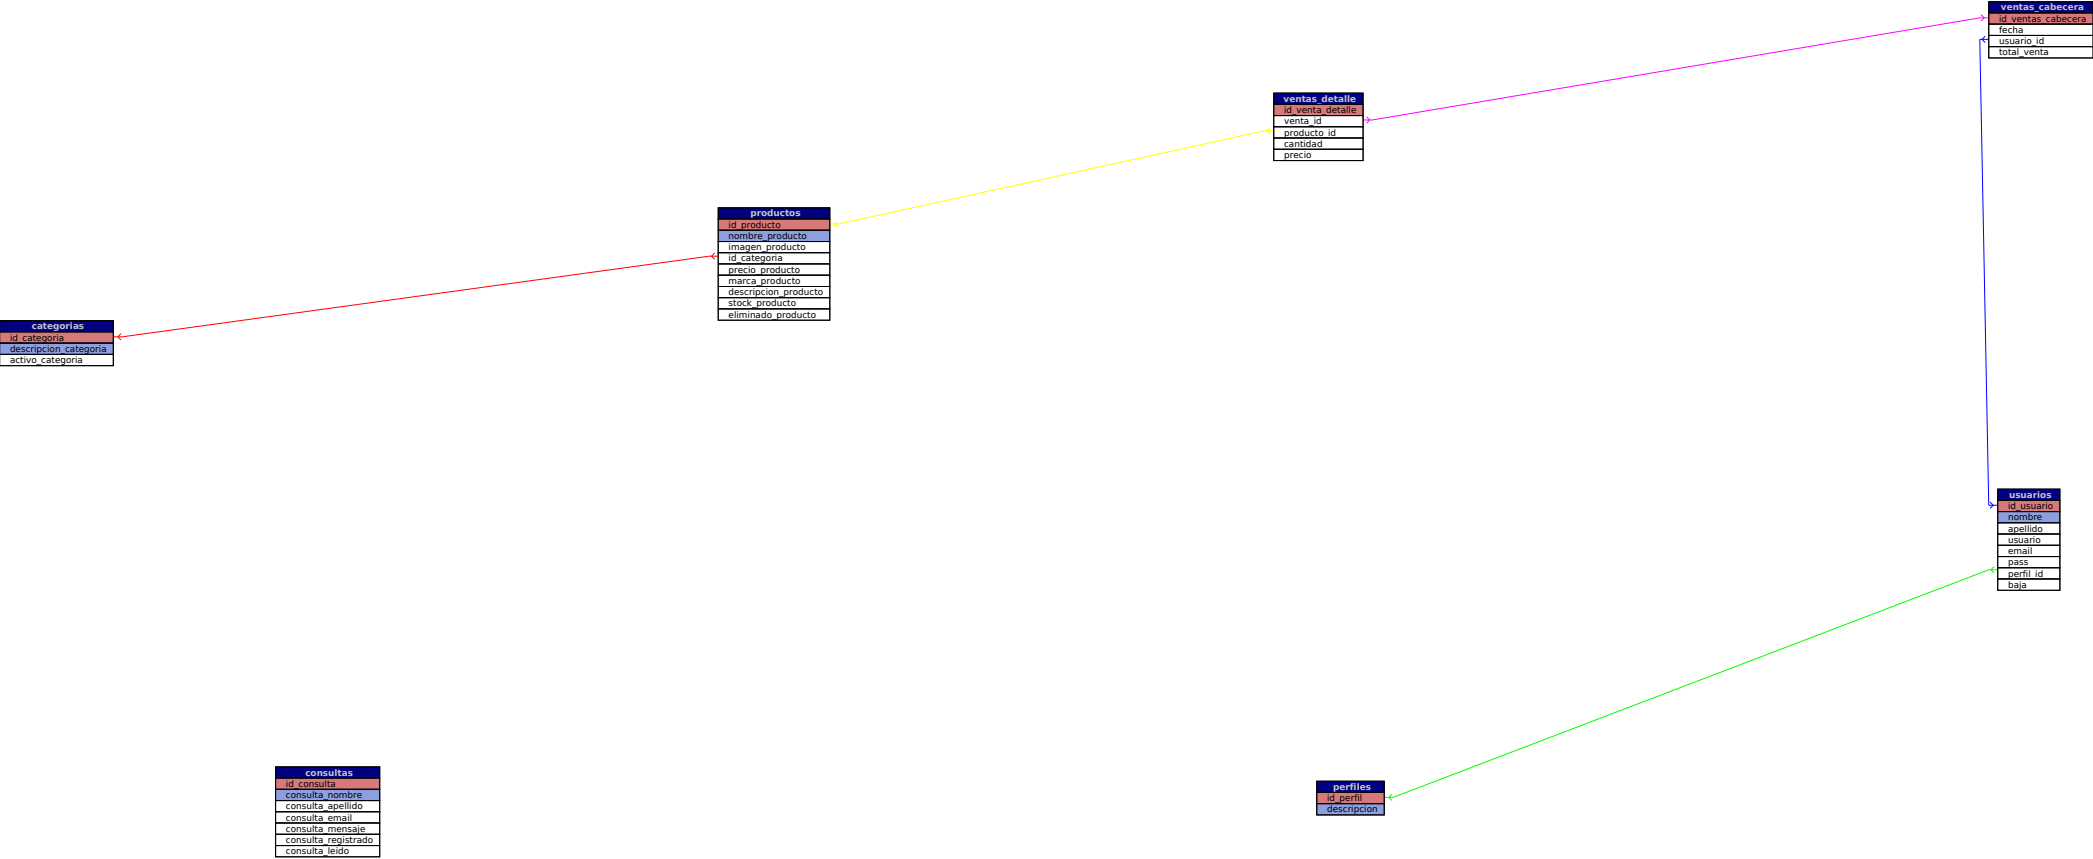 ventas_cabecera
id_ventas_cabecera
fecha
usuario_id
total_venta
ventas_detalle
id_venta_detalle
venta_id
producto_id
cantidad
precio
productos
id_producto
nombre_producto
imagen_producto
id_categoria
precio_producto
marca_producto
descripcion_producto
stock_producto
eliminado_producto
categorias
id_categoria
descripcion_categoria
activo_categoria
usuarios
id_usuario
nombre
apellido
usuario
email
pass
perfil_id
baja
consultas
id_consulta
consulta_nombre
consulta_apellido
consulta_email
consulta_mensaje
consulta_registrado
consulta_leido
perfiles
id_perfil
descripcion